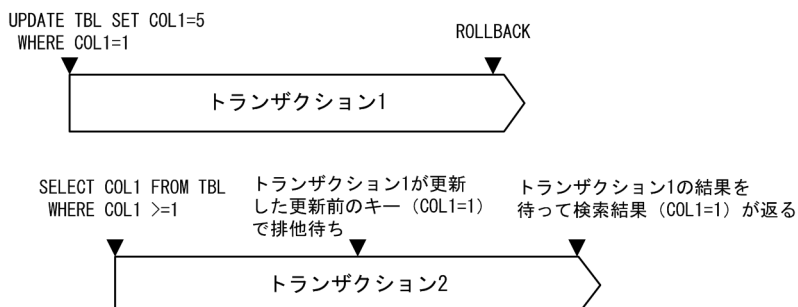 UPDATE TBL SET COL1=5
WHERE COL1=1
ROLLBACK
トランザクション1
SELECT COL1 FROM TBL
WHERE COL1 >=1
トランザクション1が更新
した更新前のキー（COL1=1）
で排他待ち
トランザクション1の結果を
待って検索結果（COL1=1）が返る
トランザクション2